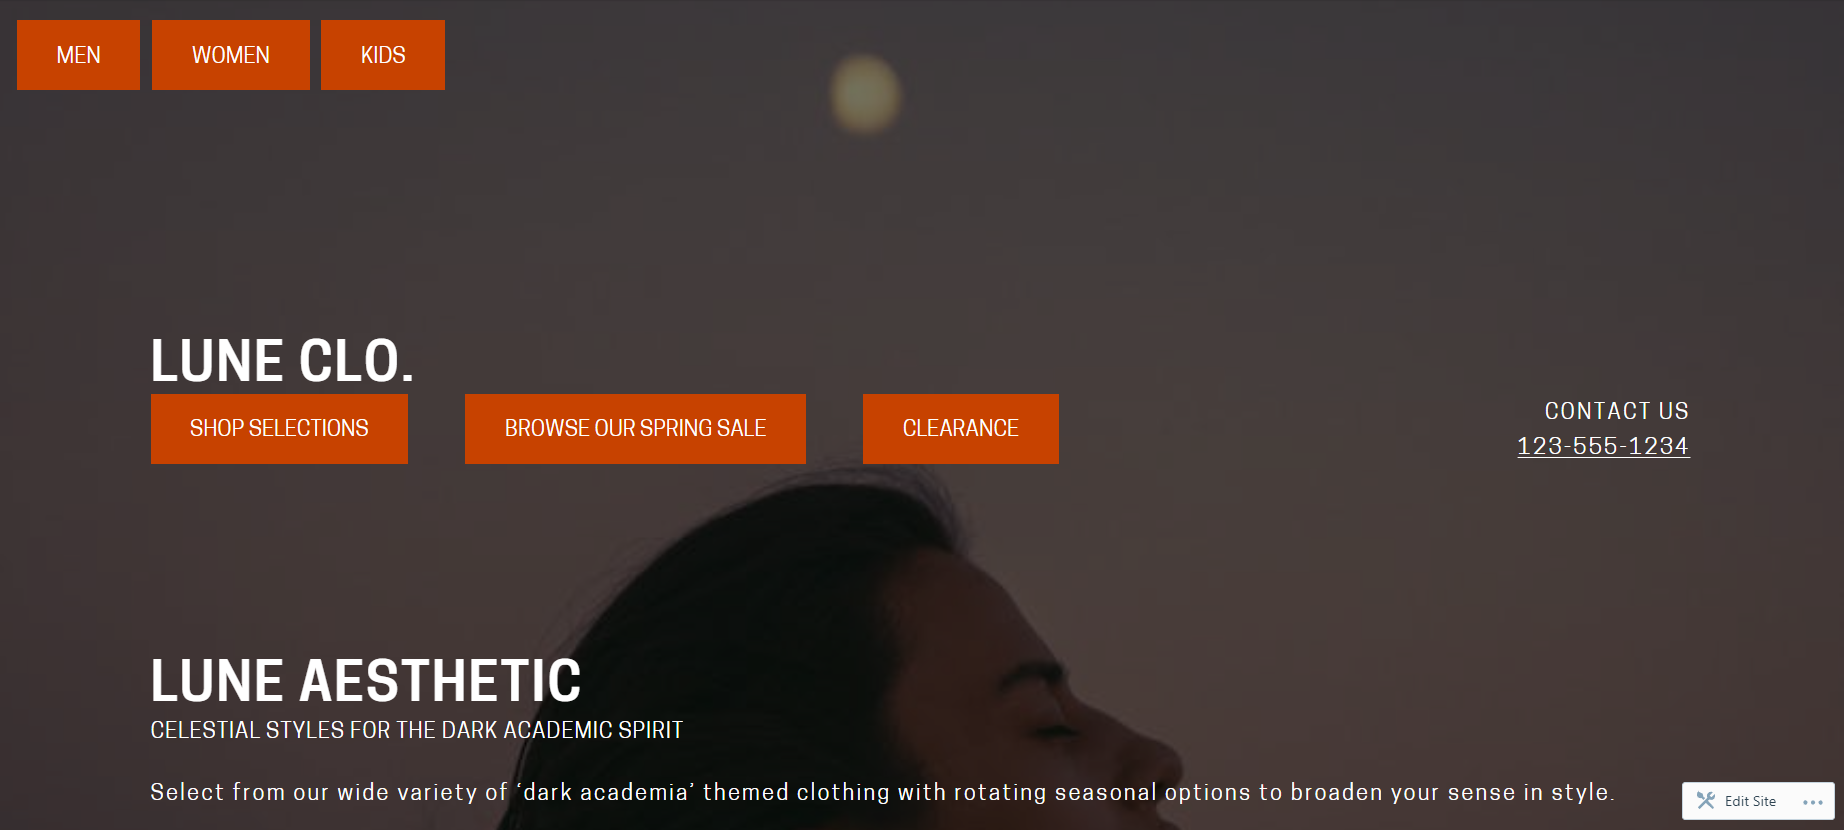 MEN WOMEN KIDS
LUNE CLO.
SHOP SELECTIONS BROWSE OUR SPRING SALE CLEARANCE
CONTACT US
123-555-1234
LUNE AESTHETIC
CELESTIAL STYLES FOR THE DARK ACADEMIC SPIRIT
Select from our wide variety of ‘dark academia’ themed clothing with rotating seasonal options to broaden your sense in style.
Edit Site